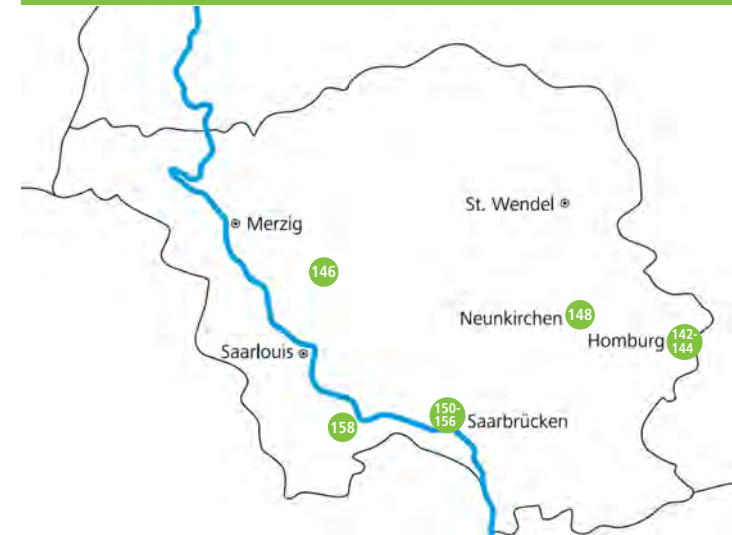 St. Wendel
Merzig
146
Neunkirchen 148
Homburg 142-
144
Saarlouis
150-
156
Saarbrücken
158